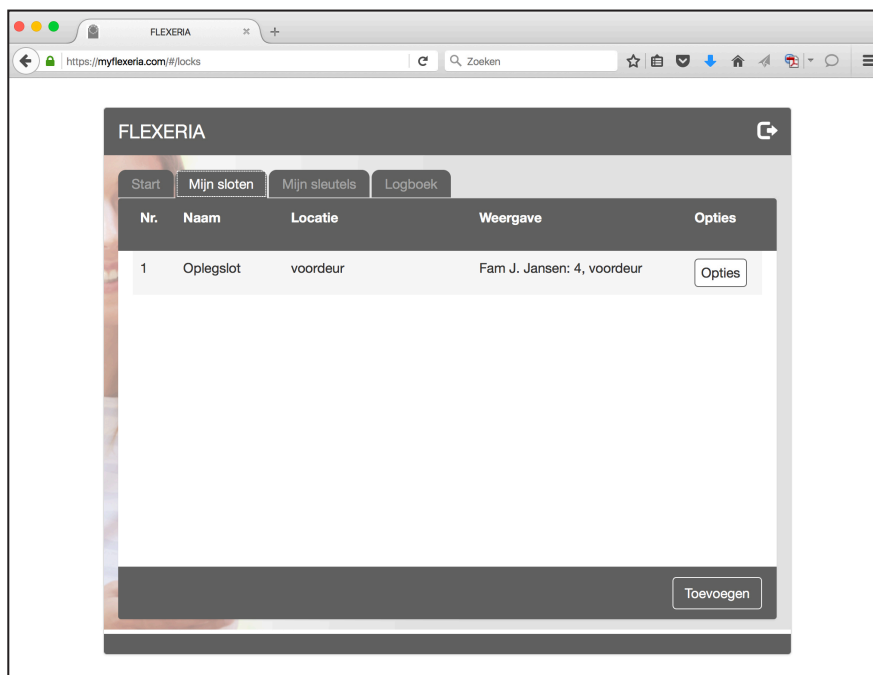 FLEXERIA
https://myflexeria.com/#/locks
Zoeken
FLEXERIA
Start Mijn sloten Mijn sleutels Logboek
Nr. Naam Locatie Weergave Opties
1 Oplegslot voordeur Fam J. Jansen: 4, voordeur Opties
Toevoegen